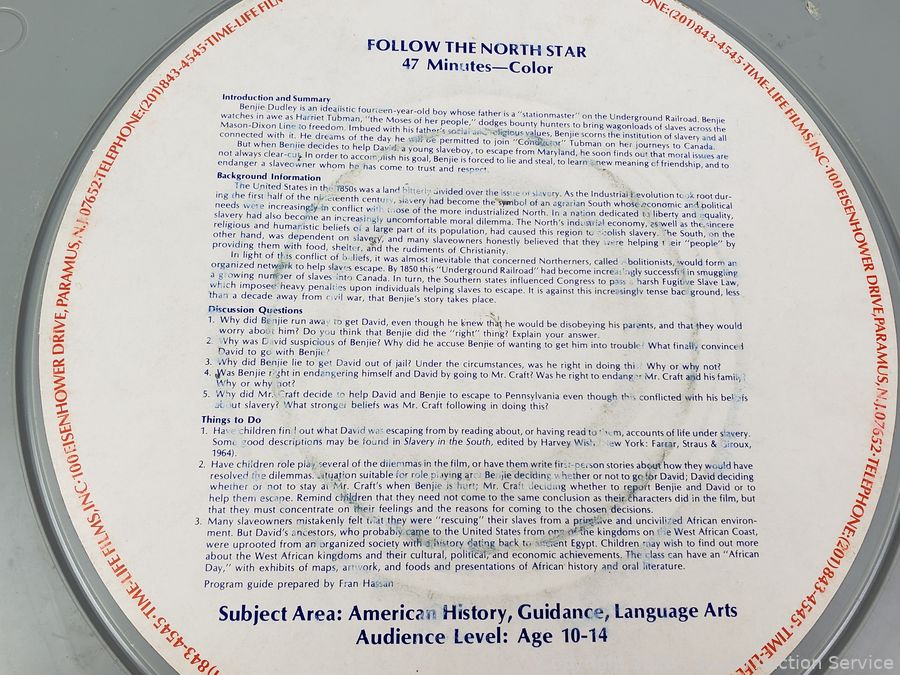 FOLLOW THE NORTH STAR
47 Minutes—Color
Introduction and Summary
Benjie Dudley is an idealistic fourteen-year-old boy whose father is a "stationmaster" on the Underground Railroad. Benjie
watches in awe as Harriet Tubman, "the Moses of her people," dodges bounty hunters to bring wagonloads of slaves across the
Mason-Dixon Line to freedom. Imbued with his father's social and religious values, Benjie scorns the institution of slavery and all
connected with it. He dreams of the day he will be permitted to join "Conductor" Tubman on her journeys to Canada.
But when Benjie decides to help David, a young slaveboy, to escape from Maryland, he soon finds out that moral issues are
not always clear-cut. In order to accomplish his goal, Benjie is forced to lie and steal, to learn a new meaning of friendship, and to
endanger a slaveowner whom he has come to trust and respect.
Background Information
The United States in the 1850s was a land bitterly divided over the issue of slavery. As the Industrial Revolution took root dur-
ing the first half of the nineteenth century, slavery had become the symbol of an agrarian South whose economic and political
needs were increasingly in conflict with those of the more industrialized North. In a nation dedicated to liberty and equality,
slavery had also become an increasingly uncomfortable moral dilemma. The North's industrial economy, as well as the sincere
religious and humanistic beliefs of a large part of its population, had caused this region to abolish slavery. The South, on the
other hand, was dependent on slavery, and many slaveowners honestly believed that they were helping their "people" by
providing them with food, shelter, and the rudiments of Christianity.
In light of this conflict of beliefs, it was almost inevitable that concerned Northerners, called abolitionists, would form an
organized network to help slaves escape. By 1850 this "Underground Railroad" had become increasingly successful in smuggling
a growing number of slaves into Canada. In turn, the Southern states influenced Congress to pass a harsh Fugitive Slave Law,
which imposed heavy penalties upon individuals helping slaves to escape. It is against this increasingly tense background, less
than a decade away from civil war, that Benjie's story takes place.
Discussion Questions
1. Why did Benjie run away to get David, even though he knew that he would be disobeying his parents, and that they would
worry about him? Do you think that Benjie did the "right" thing? Explain your answer.
2. Why was David suspicious of Benjie? Why did he accuse Benjie of wanting to get him into trouble? What finally convinced
David to go with Benjie?
3. Why did Benjie lie to get David out of jail? Under the circumstances, was he right in doing this? Why or why not?
4. Was Benjie right in endangering himself and David by going to Mr. Craft? Was he right to endanger Mr. Craft and his family?
Why or why not?
5. Why did Mr. Craft decide to help David and Benjie to escape to Pennsylvania even though this conflicted with his beliefs
about slavery? What stronger beliefs was Mr. Craft following in doing this?
Things to Do
1. Have children find out what David was escaping from by reading about, or having read to them, accounts of life under slavery.
Some good descriptions may be found in Slavery in the South, edited by Harvey Wish. (New York: Farrar, Straus & Giroux,
1964).
2. Have children role play several of the dilemmas in the film, or have them write first-person stories about how they would have
resolved the dilemmas. Situation suitable for role playing are: Benjie deciding whether or not to get David; David deciding
whether or not to stay at Mr. Craft's when Benjie is hurt; Mr. Craft deciding whether to report Benjie and David or to
help them escape. Remind children that they need not come to the same conclusion as their characters did in the film, but
that they must concentrate on their feelings and the reasons for coming to the chosen decisions.
3. Many slaveowners mistakenly felt that they were "rescuing" their slaves from a primitive and uncivilized African environ-
ment. But David's ancestors, who probably came to the United States from one of the kingdoms on the West African Coast,
were uprooted from an organized society with a history dating back to ancient Egypt. Children may wish to find out more
about the West African kingdoms and their cultural, political and economic achievements. The class can have an "African
Day," with exhibits of maps, artwork, and foods and presentations of African history and oral literature.
Program guide prepared by Fran Hassan
Subject Area: American History, Guidance, Language Arts
Audience Level: Age 10-14
TIME-LIFE FILMS, INC·100 EISENHOWER DRIVE, PARAMUS, N.J. 07652·TELEPHONE:(201)843-4545·TIME-LIFE FILM
ONE:(201)843-4545·TIME-LIFE FILMS, INC·100 EISENHOWER DRIVE, PARAMUS, N.J. 07652·TELEPHONE:(201)843-4545·TIME-LIFE
)843-4545·
ction Service